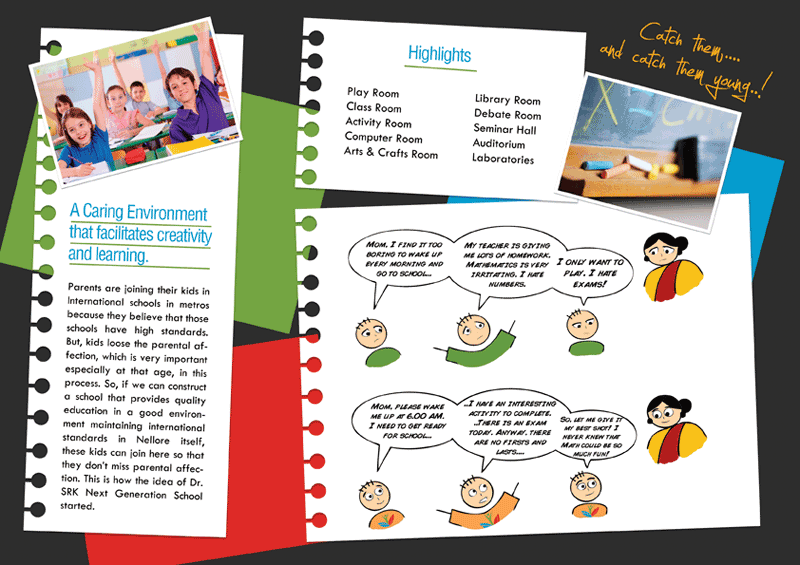 A Caring Environment
that facilitates creativity
and learning.
Parents are joining their kids in
International schools in metros
because they believe that those
schools have high standards.
But, kids loose the parental af-
fection, which is very important
especially at that age, in this
process. So, if we can construct
a school that provides quality
education in a good environ-
ment maintaining international
standards in Nellore itself,
these kids can join here so that
they don't miss parental affec-
tion. This is how the idea of Dr.
SRK Next Generation School
started.
Highlights
Play Room
Class Room
Activity Room
Computer Room
Arts & Crafts Room
Library Room
Debate Room
Seminar Hall
Auditorium
Laboratories
Catch them....
and catch them young..!
Mom, I find it too
boring to wake up
every morning and
go to school...
My teacher is giving
me lots of homework.
Mathematics is very
irritating. I hate
numbers.
I only want to
play. I hate
exams!
Mom, please wake
me up at 6.00 AM.
I need to get ready
for school...
..I have an interesting
activity to complete.
..There is an exam
today. Anyway, there
are no firsts and
lasts....
So, let me give it
my best shot! I
never knew that
Math could be so
much fun!